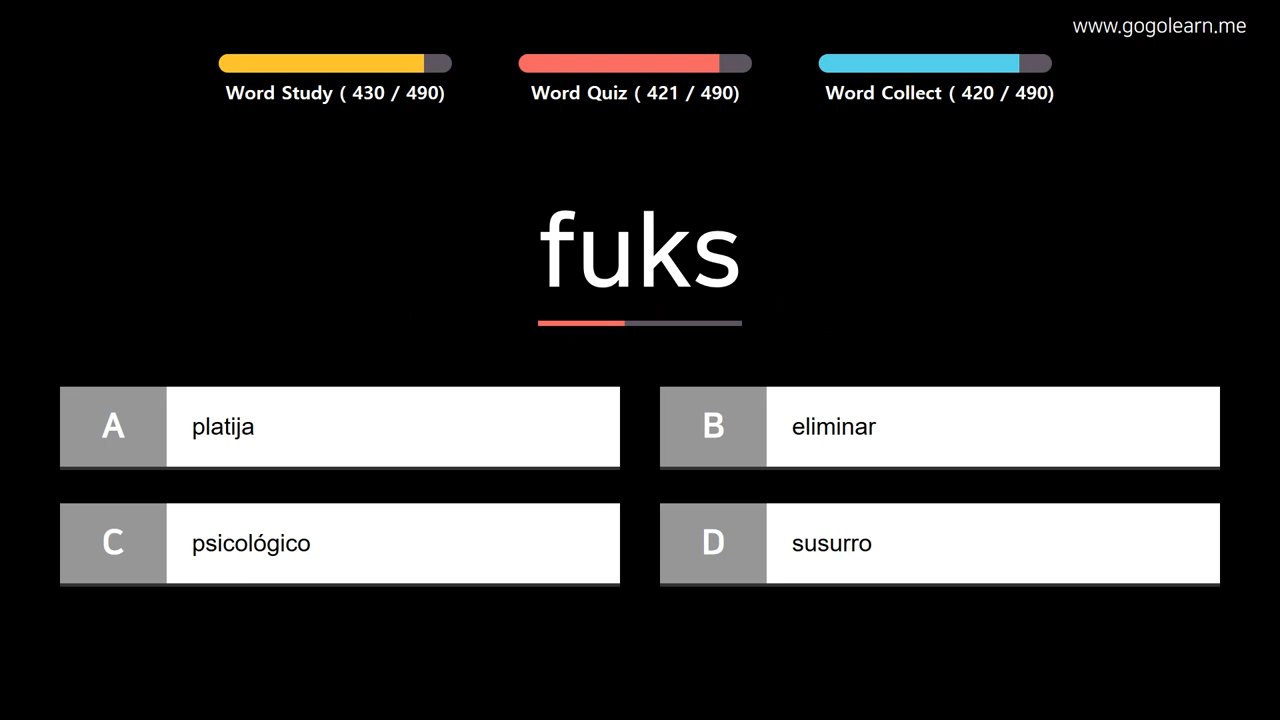 www.gogolearn.me
Word Study ( 430 / 490)
Word Quiz ( 421 / 490)
Word Collect ( 420 / 490)
fuks
A platija
B eliminar
C psicológico
D susurro